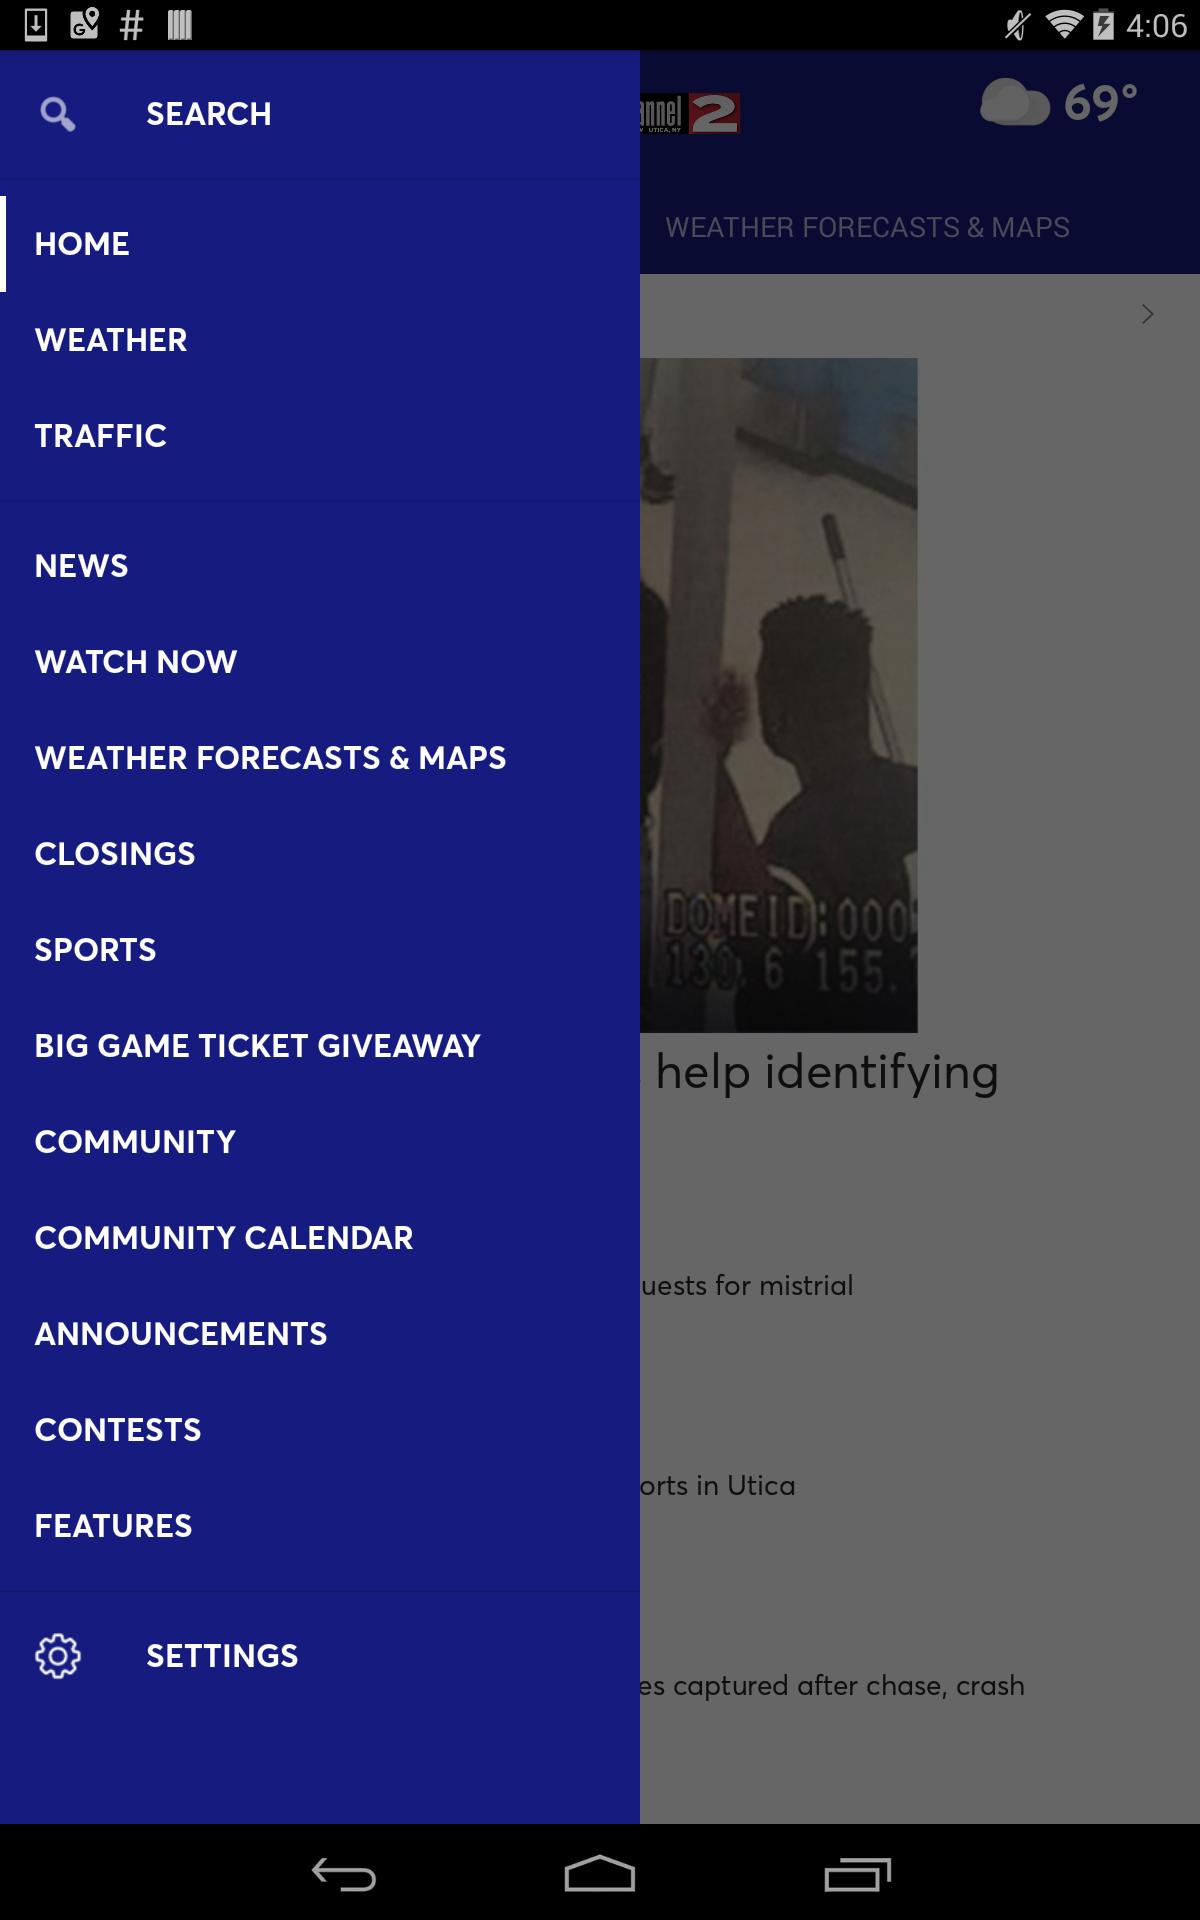 4:06
SEARCH
annel 2
UTICA, NY
69°
HOME
WEATHER FORECASTS & MAPS
WEATHER
TRAFFIC
NEWS
WATCH NOW
WEATHER FORECASTS & MAPS
CLOSINGS
DOMEID:000
SPORTS
130.6 155.
BIG GAME TICKET GIVEAWAY
help identifying
COMMUNITY
COMMUNITY CALENDAR
uests for mistrial
ANNOUNCEMENTS
CONTESTS
orts in Utica
FEATURES
SETTINGS
es captured after chase, crash